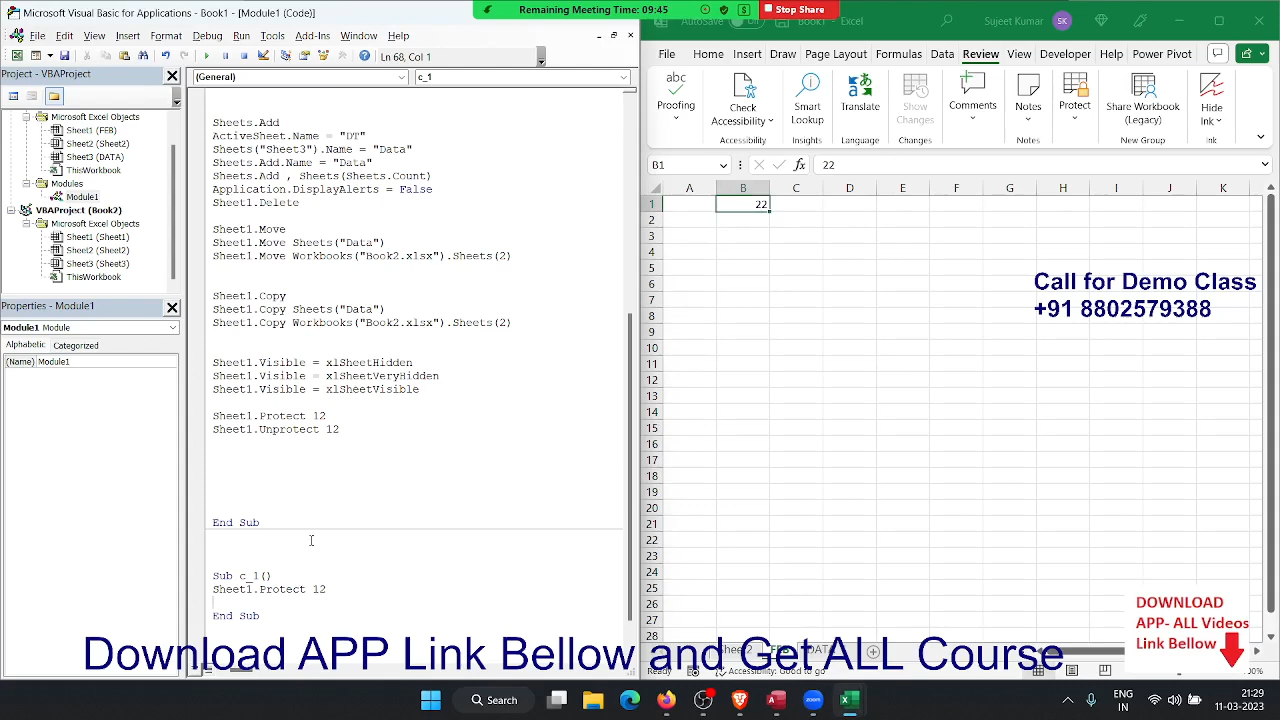 Microsoft Visual Basic for Applications - Book1 - [Module1 (Code)]
Remaining Meeting Time: 09:45
Stop Share
AutoSave
Book1 - Excel
Sujeet Kumar
SK
File Edit View Insert Format Debug Run Tools Add-Ins Window Help
Ln 68, Col 1
File Home Insert Draw Page Layout Formulas Data Review View Developer Help Power Pivot
Project - VBAProject
(General)
c_1
Proofing
Check Accessibility
Smart Lookup
Translate
Show Changes
Comments
Notes
Protect
Share Workbook (Legacy)
Hide Ink
Accessibility
Insights
Language
Changes
New Group
Ink
Microsoft Excel Objects
Sheet1 (FEB)
Sheet2 (Sheet2)
Sheet3 (DATA)
ThisWorkbook
Modules
Module1
VBAProject (Book2)
Microsoft Excel Objects
Sheet1 (Sheet1)
Sheet2 (Sheet2)
Sheet3 (Sheet3)
ThisWorkbook
Properties - Module1
Module1 Module
Alphabetic Categorized
(Name) Module1
Sheets.Add
ActiveSheet.Name = "DT"
Sheets("Sheet3").Name = "Data"
Sheets.Add.Name = "Data"
Sheets.Add , Sheets(Sheets.Count)
Application.DisplayAlerts = False
Sheet1.Delete
Sheet1.Move
Sheet1.Move Sheets("Data")
Sheet1.Move Workbooks("Book2.xlsx").Sheets(2)
Sheet1.Copy
Sheet1.Copy Sheets("Data")
Sheet1.Copy Workbooks("Book2.xlsx").Sheets(2)
Sheet1.Visible = xlSheetHidden
Sheet1.Visible = xlSheetVeryHidden
Sheet1.Visible = xlSheetVisible
Sheet1.Protect 12
Sheet1.Unprotect 12
End Sub
Sub c_1()
Sheet1.Protect 12
End Sub
B1
fx
22
A B C D E F G H I J K
1 22
2
3
4
5
6
7
8
9
10
11
12
13
14
15
16
17
18
19
20
21
22
23
24
25
26
27
28
Call for Demo Class
+91 8802579388
DOWNLOAD
APP- ALL Videos
Link Bellow
Download APP Link Bellow and Get ALL Course
Ready
Accessibility: Good to go
Search
ENG
IN
21:29
11-03-2023